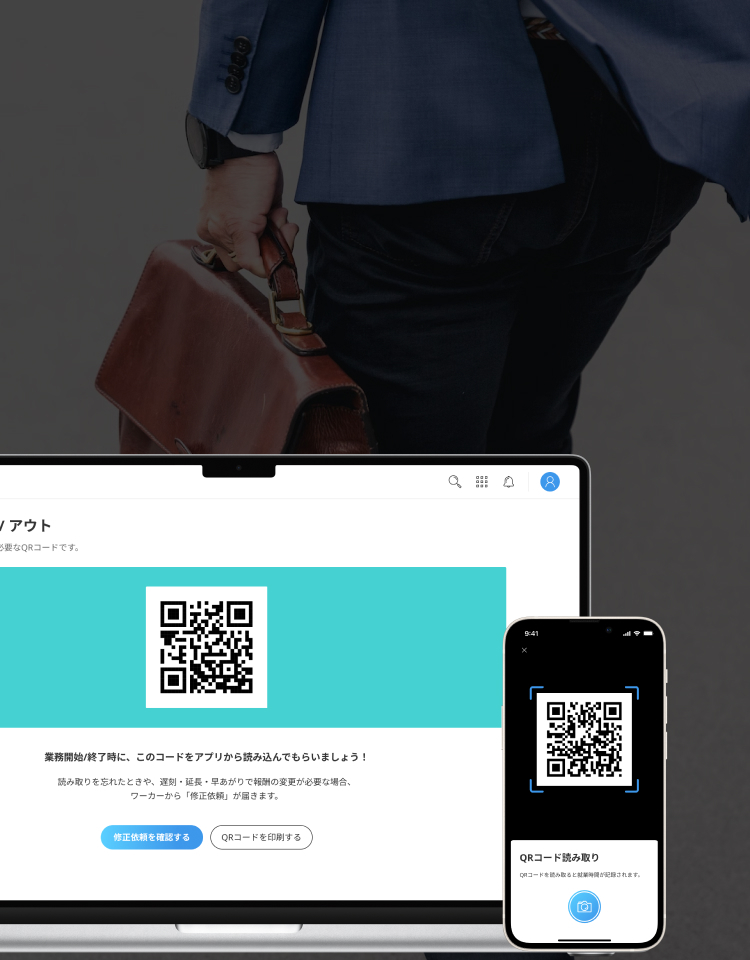 / アウト
必要なQRコードです。
業務開始/終了時に、このコードをアプリから読み込んでもらいましょう！
読み取りを忘れたときや、遅刻・延長・早あがりで報酬の変更が必要な場合、
ワーカーから「修正依頼」が届きます。
修正依頼を確認する
QRコードを印刷する
9:41
QRコード読み取り
QRコードを読み取ると就業時間が記録されます。